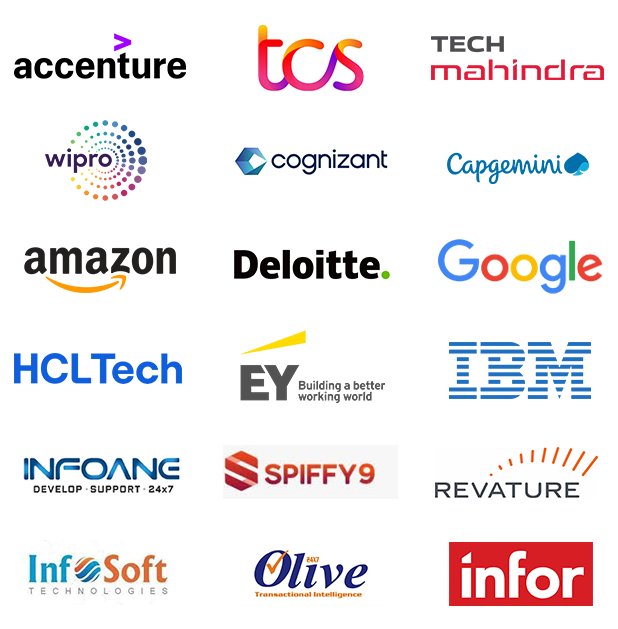 accenture
tcs
TECH
mahindra
wipro
cognizant
Capgemini
amazon
Deloitte.
Google
HCLTech
EY Building a better
working world
IBM
INFOANE
DEVELOP · SUPPORT · 24x7
SPIFFY9
REVATURE
InfoSoft
TECHNOLOGIES
24X7
Olive
Transactional Intelligence
infor